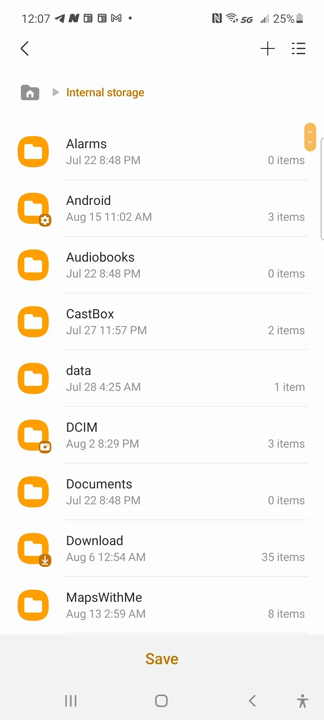 12:07
5G
25%
Internal storage
Alarms
Jul 22 8:48 PM 0 items
Android
Aug 15 11:02 AM 3 items
Audiobooks
Jul 22 8:48 PM 0 items
CastBox
Jul 27 11:57 PM 2 items
data
Jul 28 4:25 AM 1 item
DCIM
Aug 2 8:29 PM 3 items
Documents
Jul 22 8:48 PM 0 items
Download
Aug 6 12:54 AM 35 items
MapsWithMe
Aug 13 2:59 AM 8 items
Save